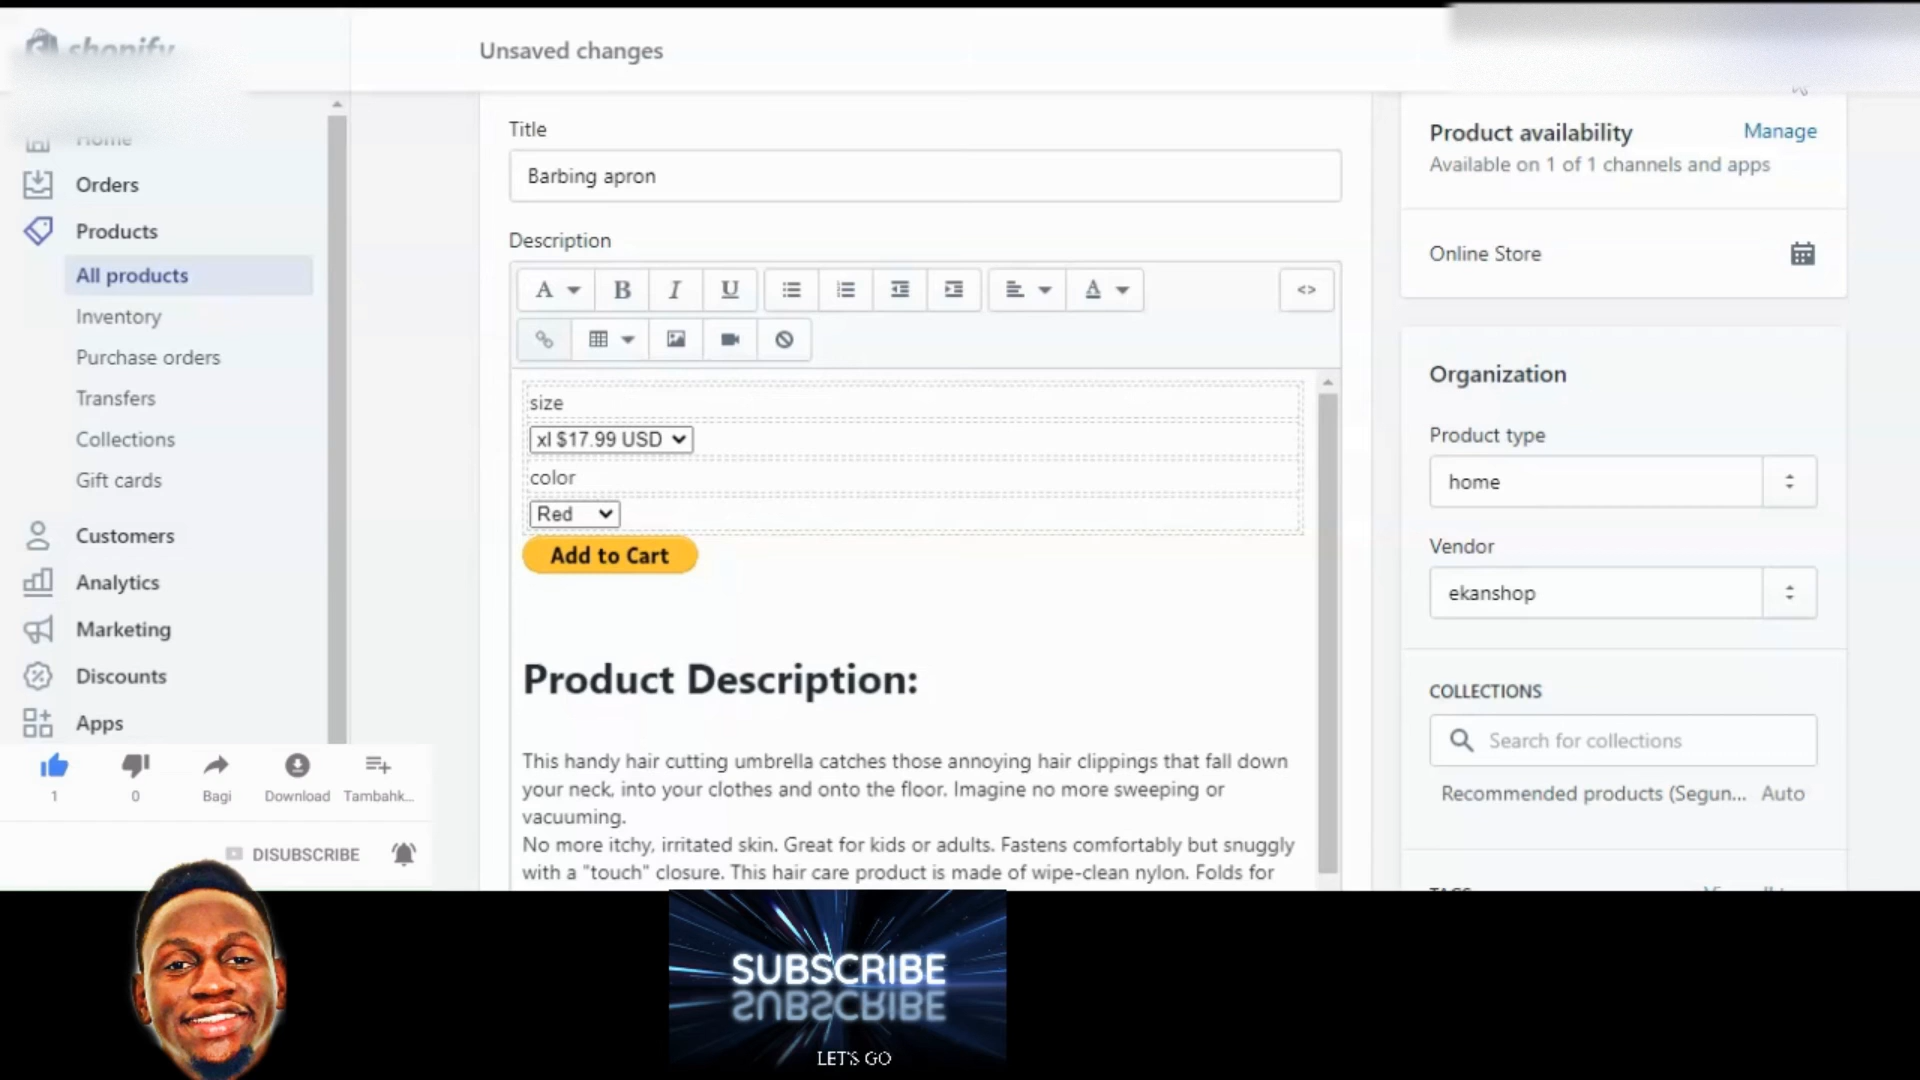 shopify
Unsaved changes
Home
Orders
Products
All products
Inventory
Purchase orders
Transfers
Collections
Gift cards
Customers
Analytics
Marketing
Discounts
Apps
1
0
Bagi
Download
Tambahk...
DISUBSCRIBE
Title
Barbing apron
Description
A
B
I
U
A
<>
size
xl $17.99 USD
color
Red
Add to Cart
Product Description:
This handy hair cutting umbrella catches those annoying hair clippings that fall down
your neck, into your clothes and onto the floor. Imagine no more sweeping or
vacuuming.
No more itchy, irritated skin. Great for kids or adults. Fastens comfortably but snuggly
with a "touch" closure. This hair care product is made of wipe-clean nylon. Folds for
Product availability
Manage
Available on 1 of 1 channels and apps
Online Store
Organization
Product type
home
Vendor
ekanshop
COLLECTIONS
Search for collections
Recommended products (Segun...
Auto
SUBSCRIBE
LET'S GO